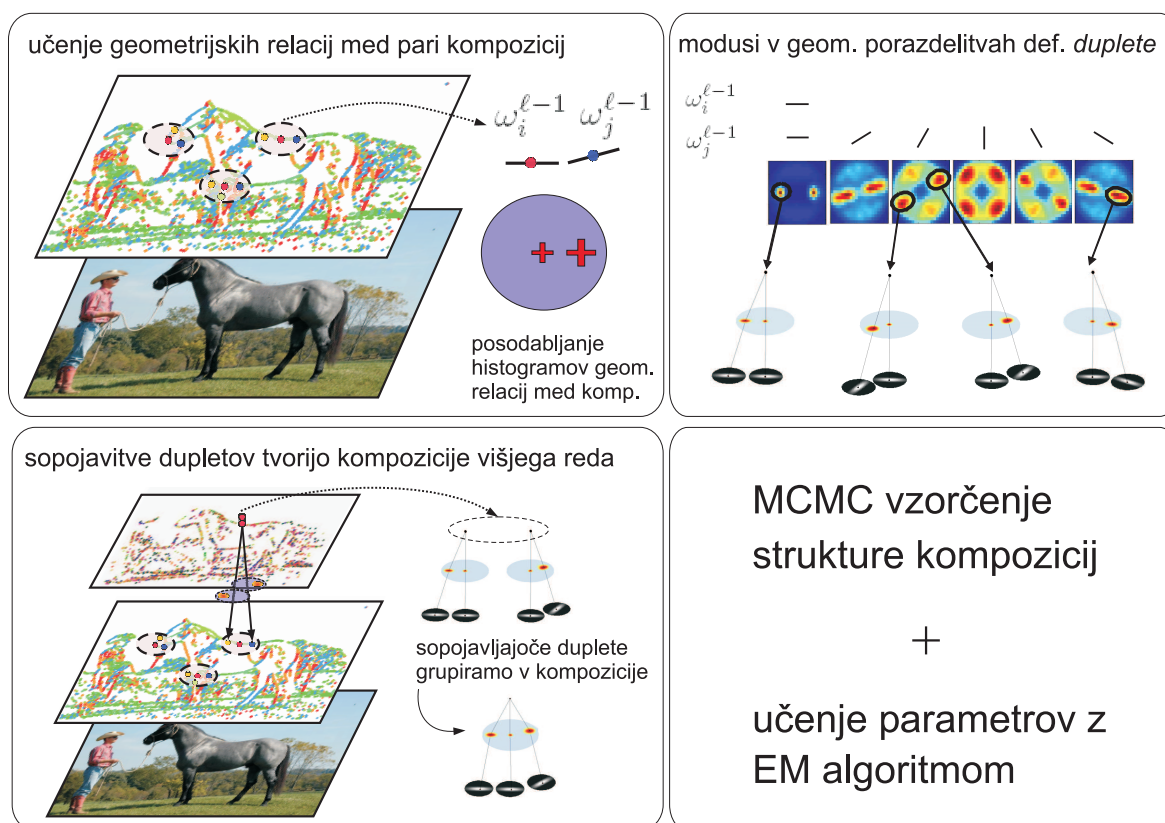 učenje geometrijskih relacij med pari kompozicij
ω_i^{ℓ−1} ω_j^{ℓ−1}
posodabljanje
histogramov geom.
relacij med komp.
modusi v geom. porazdelitvah def. duplete
ω_i^{ℓ−1}
ω_j^{ℓ−1}
sopojavitve dupletov tvorijo kompozicije višjega reda
sopojavljajoče duplete
grupiramo v kompozicije
MCMC vzorčenje
strukture kompozicij
+
učenje parametrov z
EM algoritmom